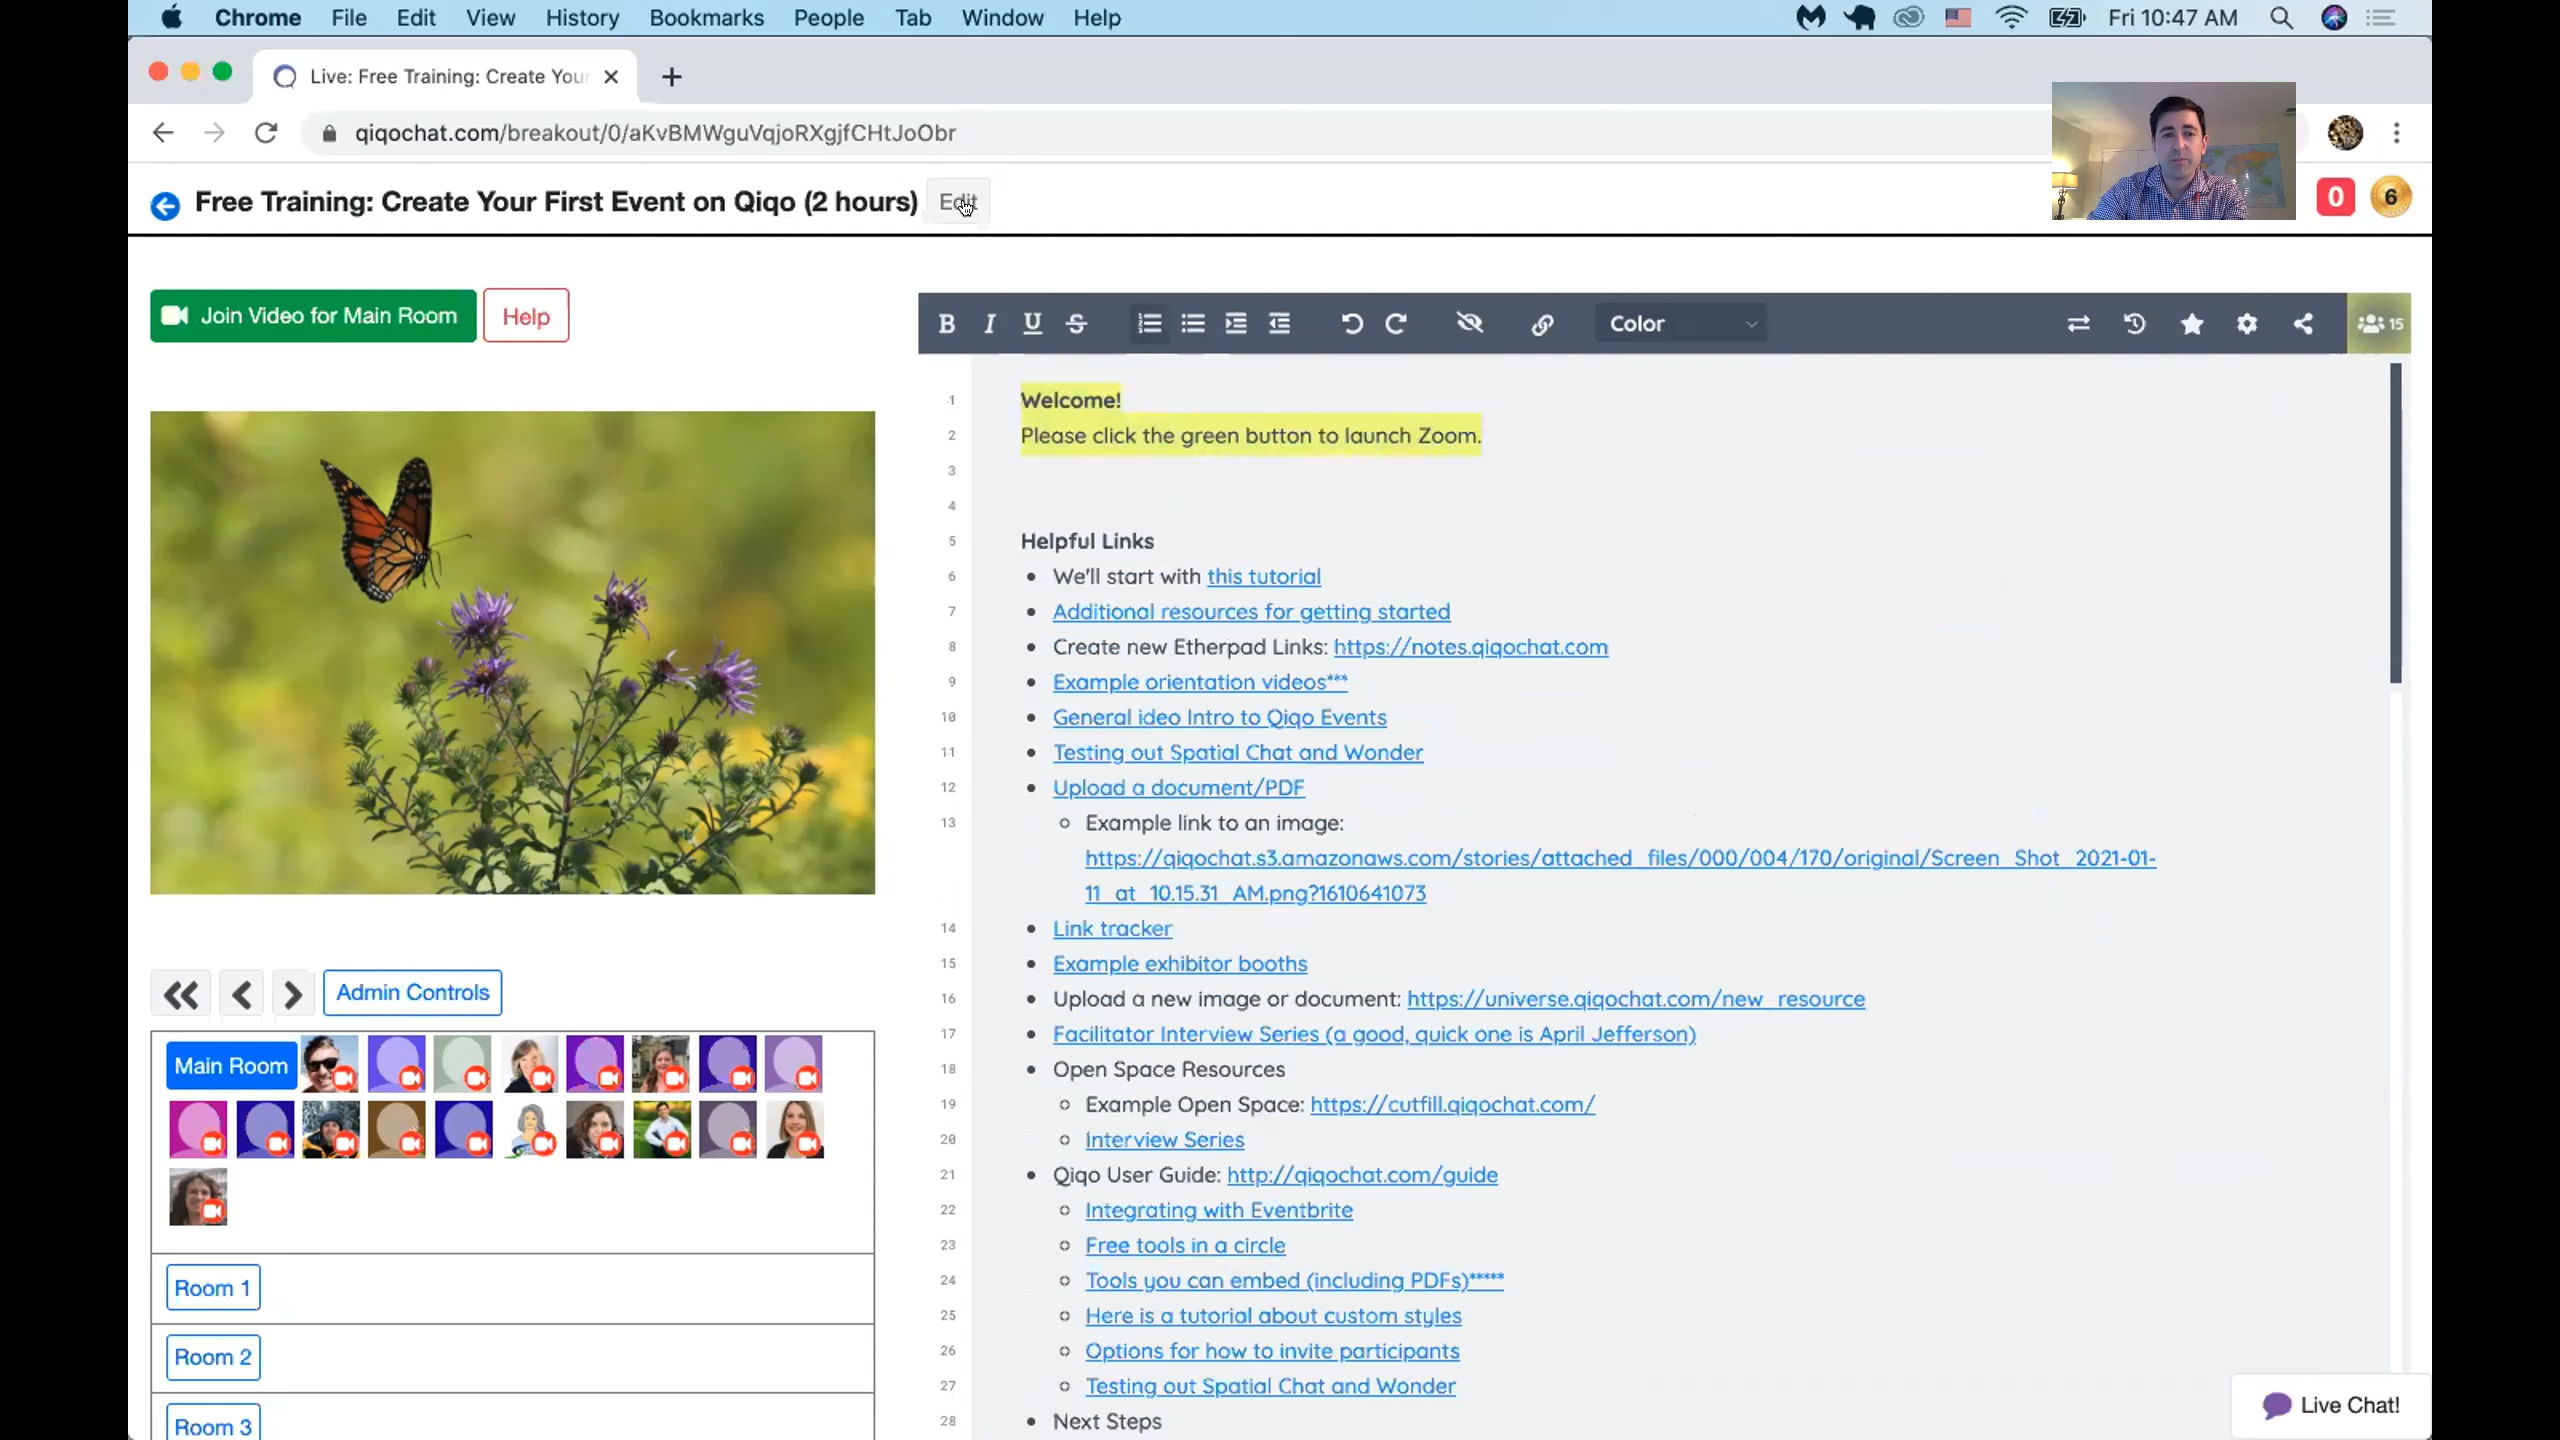 Chrome File Edit View History Bookmarks People Tab Window Help Fri 10:47 AM
Live: Free Training: Create Your
qiqochat.com/breakout/0/aKvBMWguVqjoRXgjfCHtJoObr
Free Training: Create Your First Event on Qiqo (2 hours) Edit 0 6
Join Video for Main Room Help
B I U S Color 15
1 Welcome!
2 Please click the green button to launch Zoom.
3
4
5 Helpful Links
6 • We'll start with this tutorial
7 • Additional resources for getting started
8 • Create new Etherpad Links: https://notes.qiqochat.com
9 • Example orientation videos***
10 • General ideo Intro to Qiqo Events
11 • Testing out Spatial Chat and Wonder
12 • Upload a document/PDF
13 Example link to an image:
https://qiqochat.s3.amazonaws.com/stories/attached_files/000/004/170/original/Screen_Shot_2021-01-
11_at_10.15.31_AM.png?1610641073
14 • Link tracker
15 • Example exhibitor booths
16 • Upload a new image or document: https://universe.qiqochat.com/new_resource
17 • Facilitator Interview Series (a good, quick one is April Jefferson)
18 • Open Space Resources
19 Example Open Space: https://cutfill.qiqochat.com/
20 Interview Series
21 • Qiqo User Guide: http://qiqochat.com/guide
22 Integrating with Eventbrite
23 Free tools in a circle
24 Tools you can embed (including PDFs)*****
25 Here is a tutorial about custom styles
26 Options for how to invite participants
27 Testing out Spatial Chat and Wonder
28 • Next Steps
Admin Controls
Main Room
Room 1
Room 2
Room 3
Live Chat!